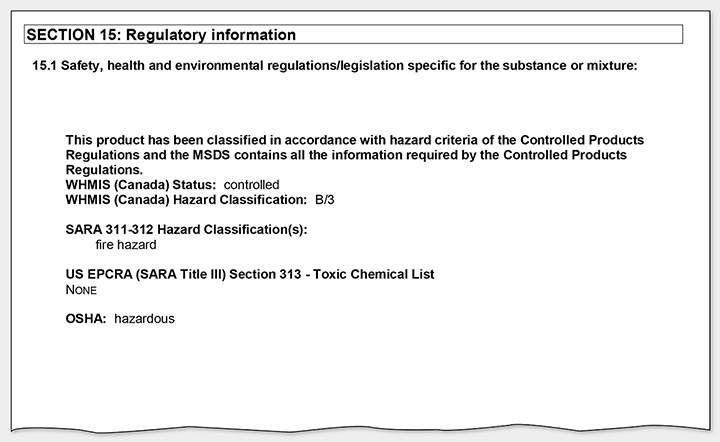 SECTION 15: Regulatory information
15.1 Safety, health and environmental regulations/legislation specific for the substance or mixture:
This product has been classified in accordance with hazard criteria of the Controlled Products
Regulations and the MSDS contains all the information required by the Controlled Products
Regulations.
WHMIS (Canada) Status: controlled
WHMIS (Canada) Hazard Classification: B/3
SARA 311-312 Hazard Classification(s):
fire hazard
US EPCRA (SARA Title III) Section 313 - Toxic Chemical List
NONE
OSHA: hazardous